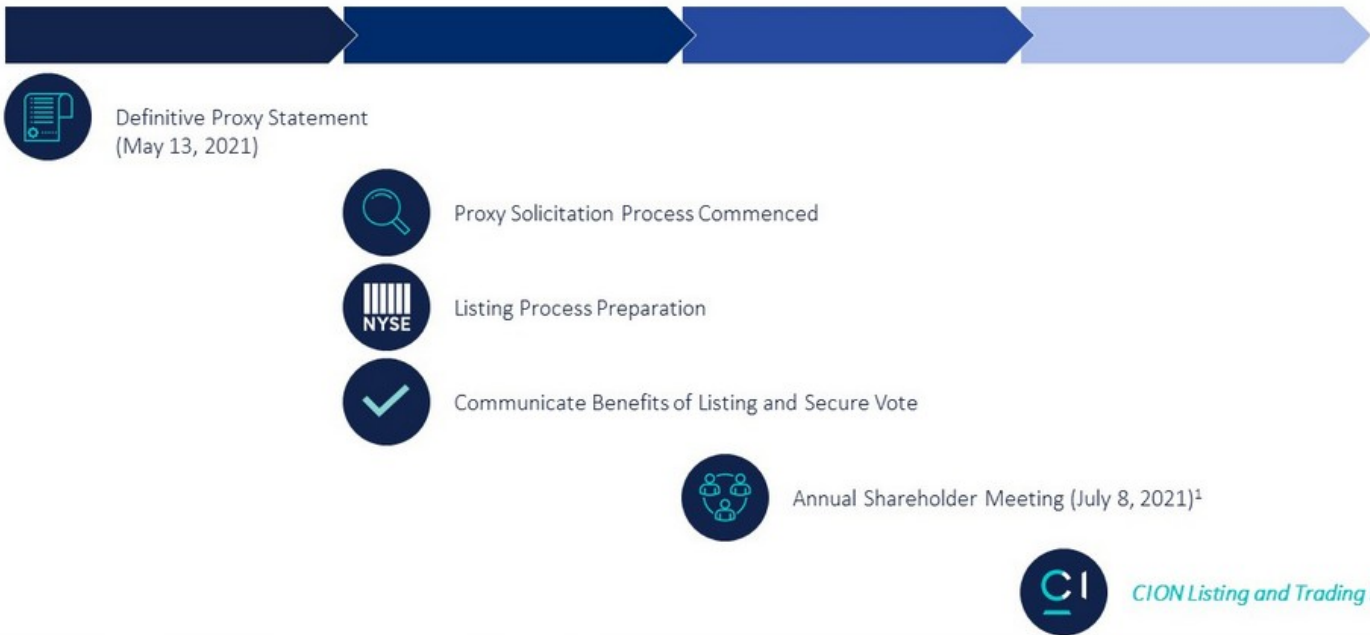 Definitive Proxy Statement
(May 13, 2021)
Proxy Solicitation Process Commenced
NYSE
Listing Process Preparation
Communicate Benefits of Listing and Secure Vote
Annual Shareholder Meeting (July 8, 2021)¹
CI
CION Listing and Trading